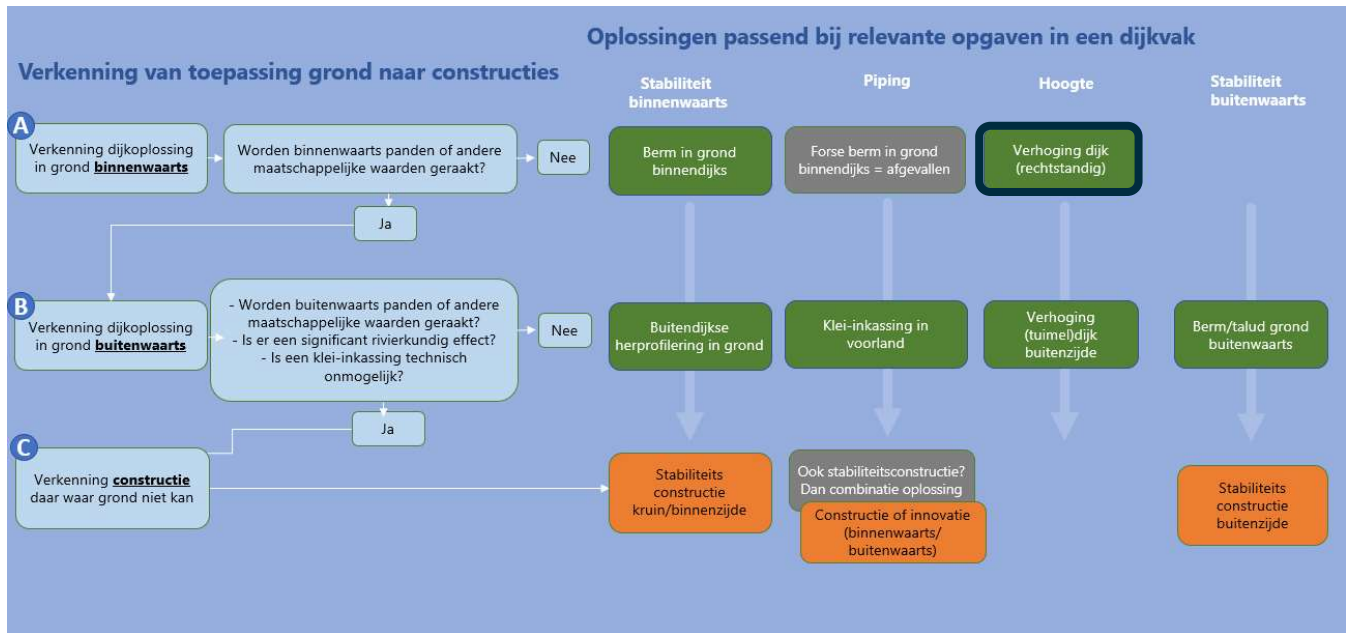 Oplossingen passend bij relevante opgaven in een dijkvak
Verkenning van toepassing grond naar constructies
Stabiliteit
binnenwaarts
Piping
Hoogte
Stabiliteit
buitenwaarts
A
Verkenning dijkoplossing
in grond binnenwaarts
Worden binnenwaarts panden of andere
maatschappelijke waarden geraakt?
Nee
Berm in grond
binnendijks
Forse berm in grond
binnendijks = afgevallen
Verhoging dijk
(rechtstandig)
Ja
B
Verkenning dijkoplossing
in grond buitenwaarts
- Worden buitenwaarts panden of andere
maatschappelijke waarden geraakt?
- Is er een significant rivierkundig effect?
- Is een klei-inkassing technisch
onmogelijk?
Nee
Buitendijkse
herprofilering in grond
Klei-inkassing in
voorland
Verhoging
(tuimel)dijk
buitenzijde
Berm/talud grond
buitenwaarts
Ja
C
Verkenning constructie
daar waar grond niet kan
Stabiliteits
constructie
kruin/binnenzijde
Ook stabiliteitsconstructie?
Dan combinatie oplossing
Constructie of innovatie
(binnenwaarts/
buitenwaarts)
Stabiliteits
constructie
buitenzijde